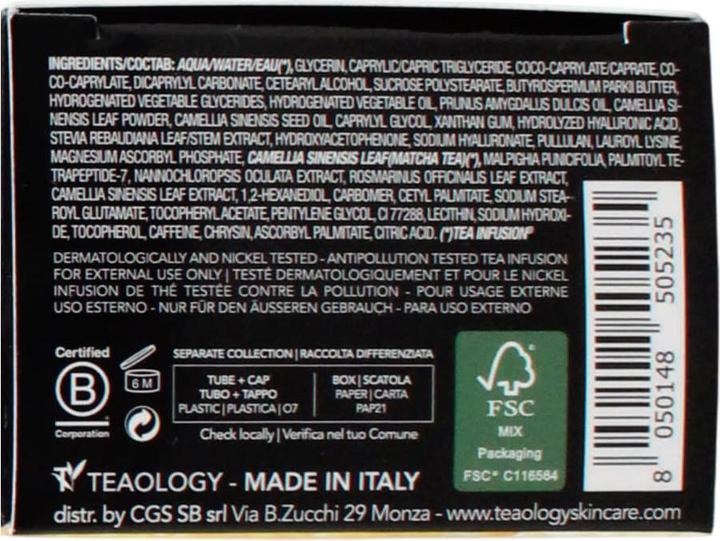 INGREDIENTS/COCTAB: AQUA/WATER/EAU(*), GLYCERIN, CAPRYLIC/CAPRIC TRIGLYCERIDE, COCO-CAPRYLATE/CAPRATE, CO-
CO-CAPRYLATE, DICAPRYLYL CARBONATE, CETEARYL ALCOHOL, SUCROSE POLYSTEARATE, BUTYROSPERMUM PARKII BUTTER,
HYDROGENATED VEGETABLE GLYCERIDES, HYDROGENATED VEGETABLE OIL, PRUNUS AMYGDALUS DULCIS OIL, CAMELLIA SI-
NENSIS LEAF POWDER, CAMELLIA SINENSIS SEED OIL, CAPRYLYL GLYCOL, XANTHAN GUM, HYDROLYZED HYALURONIC ACID,
STEVIA REBAUDIANA LEAF/STEM EXTRACT, HYDROXYACETOPHENONE, SODIUM HYALURONATE, PULLULAN, LAUROYL LYSINE,
MAGNESIUM ASCORBYL PHOSPHATE, CAMELLIA SINENSIS LEAF(MATCHA TEA)(*), MALPIGHIA PUNICIFOLIA, PALMITOYL TE-
TRAPEPTIDE-7, NANNOCHLOROPSIS OCULATA EXTRACT, ROSMARINUS OFFICINALIS LEAF EXTRACT,
CAMELLIA SINENSIS LEAF EXTRACT, 1,2-HEXANEDIOL, CARBOMER, CETYL PALMITATE, SODIUM STEA-
ROYL GLUTAMATE, TOCOPHERYL ACETATE, PENTYLENE GLYCOL, CI 77288, LECITHIN, SODIUM HYDROXI-
DE, TOCOPHEROL, CAFFEINE, CHRYSIN, ASCORBYL PALMITATE, CITRIC ACID. (*)TEA INFUSION®
DERMATOLOGICALLY AND NICKEL TESTED - ANTIPOLLUTION TESTED TEA INFUSION
FOR EXTERNAL USE ONLY | TESTÉ DERMATOLOGIQUEMENT ET POUR LE NICKEL
INFUSION DE THÉ TESTÉE CONTRE LA POLLUTION - POUR USAGE EXTERNE
USO ESTERNO - NUR FÜR DEN ÄUSSEREN GEBRAUCH - PARA USO EXTERNO
Certified
B
Corporation
6 M
SEPARATE COLLECTION | RACCOLTA DIFFERENZIATA
TUBE + CAP
TUBO + TAPPO
PLASTIC | PLASTICA | O7
BOX | SCATOLA
PAPER | CARTA
PAP21
Check locally | Verifica nel tuo Comune
FSC
MIX
Packaging
FSC® C116564
8 050148 505235
TEAOLOGY - MADE IN ITALY
distr. by CGS SB srl Via B.Zucchi 29 Monza - www.teaologyskincare.com